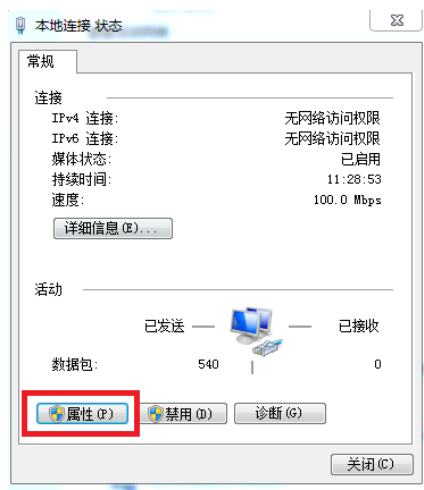 本地连接 状态
常规
连接
IPv4 连接: 无网络访问权限
IPv6 连接: 无网络访问权限
媒体状态: 已启用
持续时间: 11:28:53
速度: 100.0 Mbps
详细信息(E)...
活动
已发送 — — 已接收
数据包: 540 | 0
属性(P) 禁用(D) 诊断(G)
关闭(C)